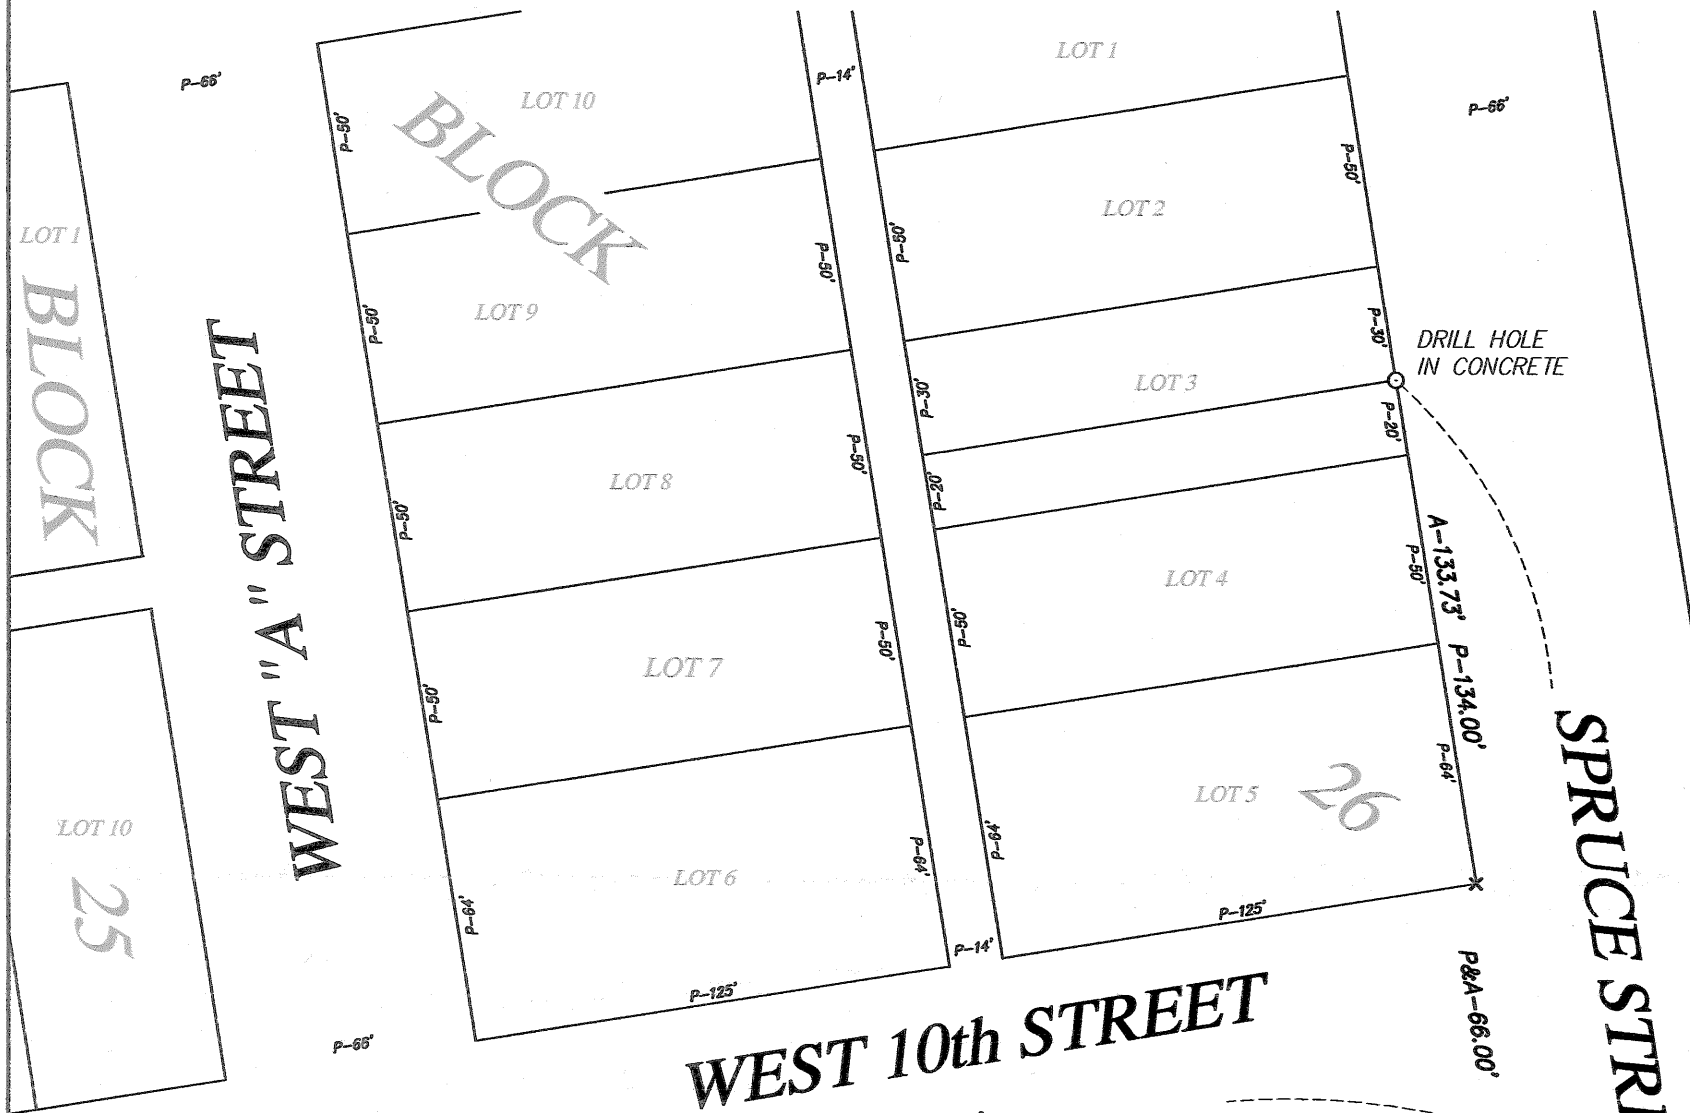 P-66'
P-50'
LOT 10
BLOCK
P-14'
LOT 1
P-66'
P-50'
LOT 2
P-50'
P-50'
LOT 1
BLOCK
LOT 9
P-50'
P-30'
DRILL HOLE
IN CONCRETE
LOT 3
P-30'
P-20'
WEST "A" STREET
LOT 8
P-50'
P-50'
P-20'
A-133.73' P-134.00'
P-50'
LOT 4
P-50'
LOT 7
P-50'
P-50'
P-64'
LOT 5
26
P-64'
LOT 10
25
LOT 6
P-64'
P-64'
P-125'
P-14'
P-125'
P-66'
WEST 10th STREET
P&A-66.00'
SPRUCE STR